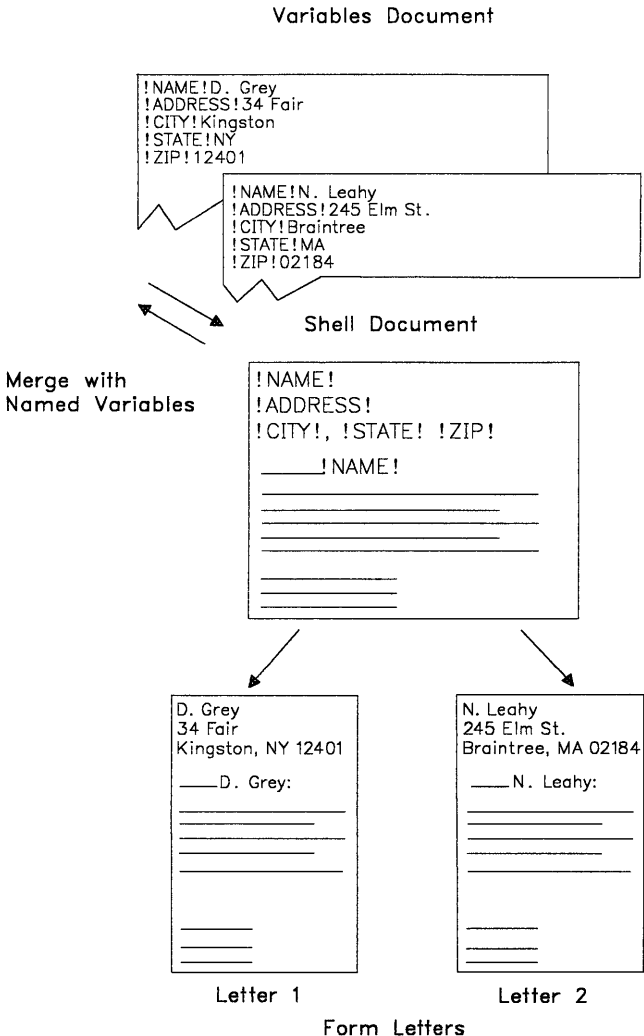 Variables Document
!NAME!D. Grey
!ADDRESS!34 Fair
!CITY!Kingston
!STATE!NY
!ZIP!12401
!NAME!N. Leahy
!ADDRESS!245 Elm St.
!CITY!Braintree
!STATE!MA
!ZIP!02184
Shell Document
Merge with
Named Variables
!NAME!
!ADDRESS!
!CITY!, !STATE! !ZIP!
!NAME!
D. Grey
34 Fair
Kingston, NY 12401
D. Grey:
N. Leahy
245 Elm St.
Braintree, MA 02184
N. Leahy:
Letter 1
Letter 2
Form Letters